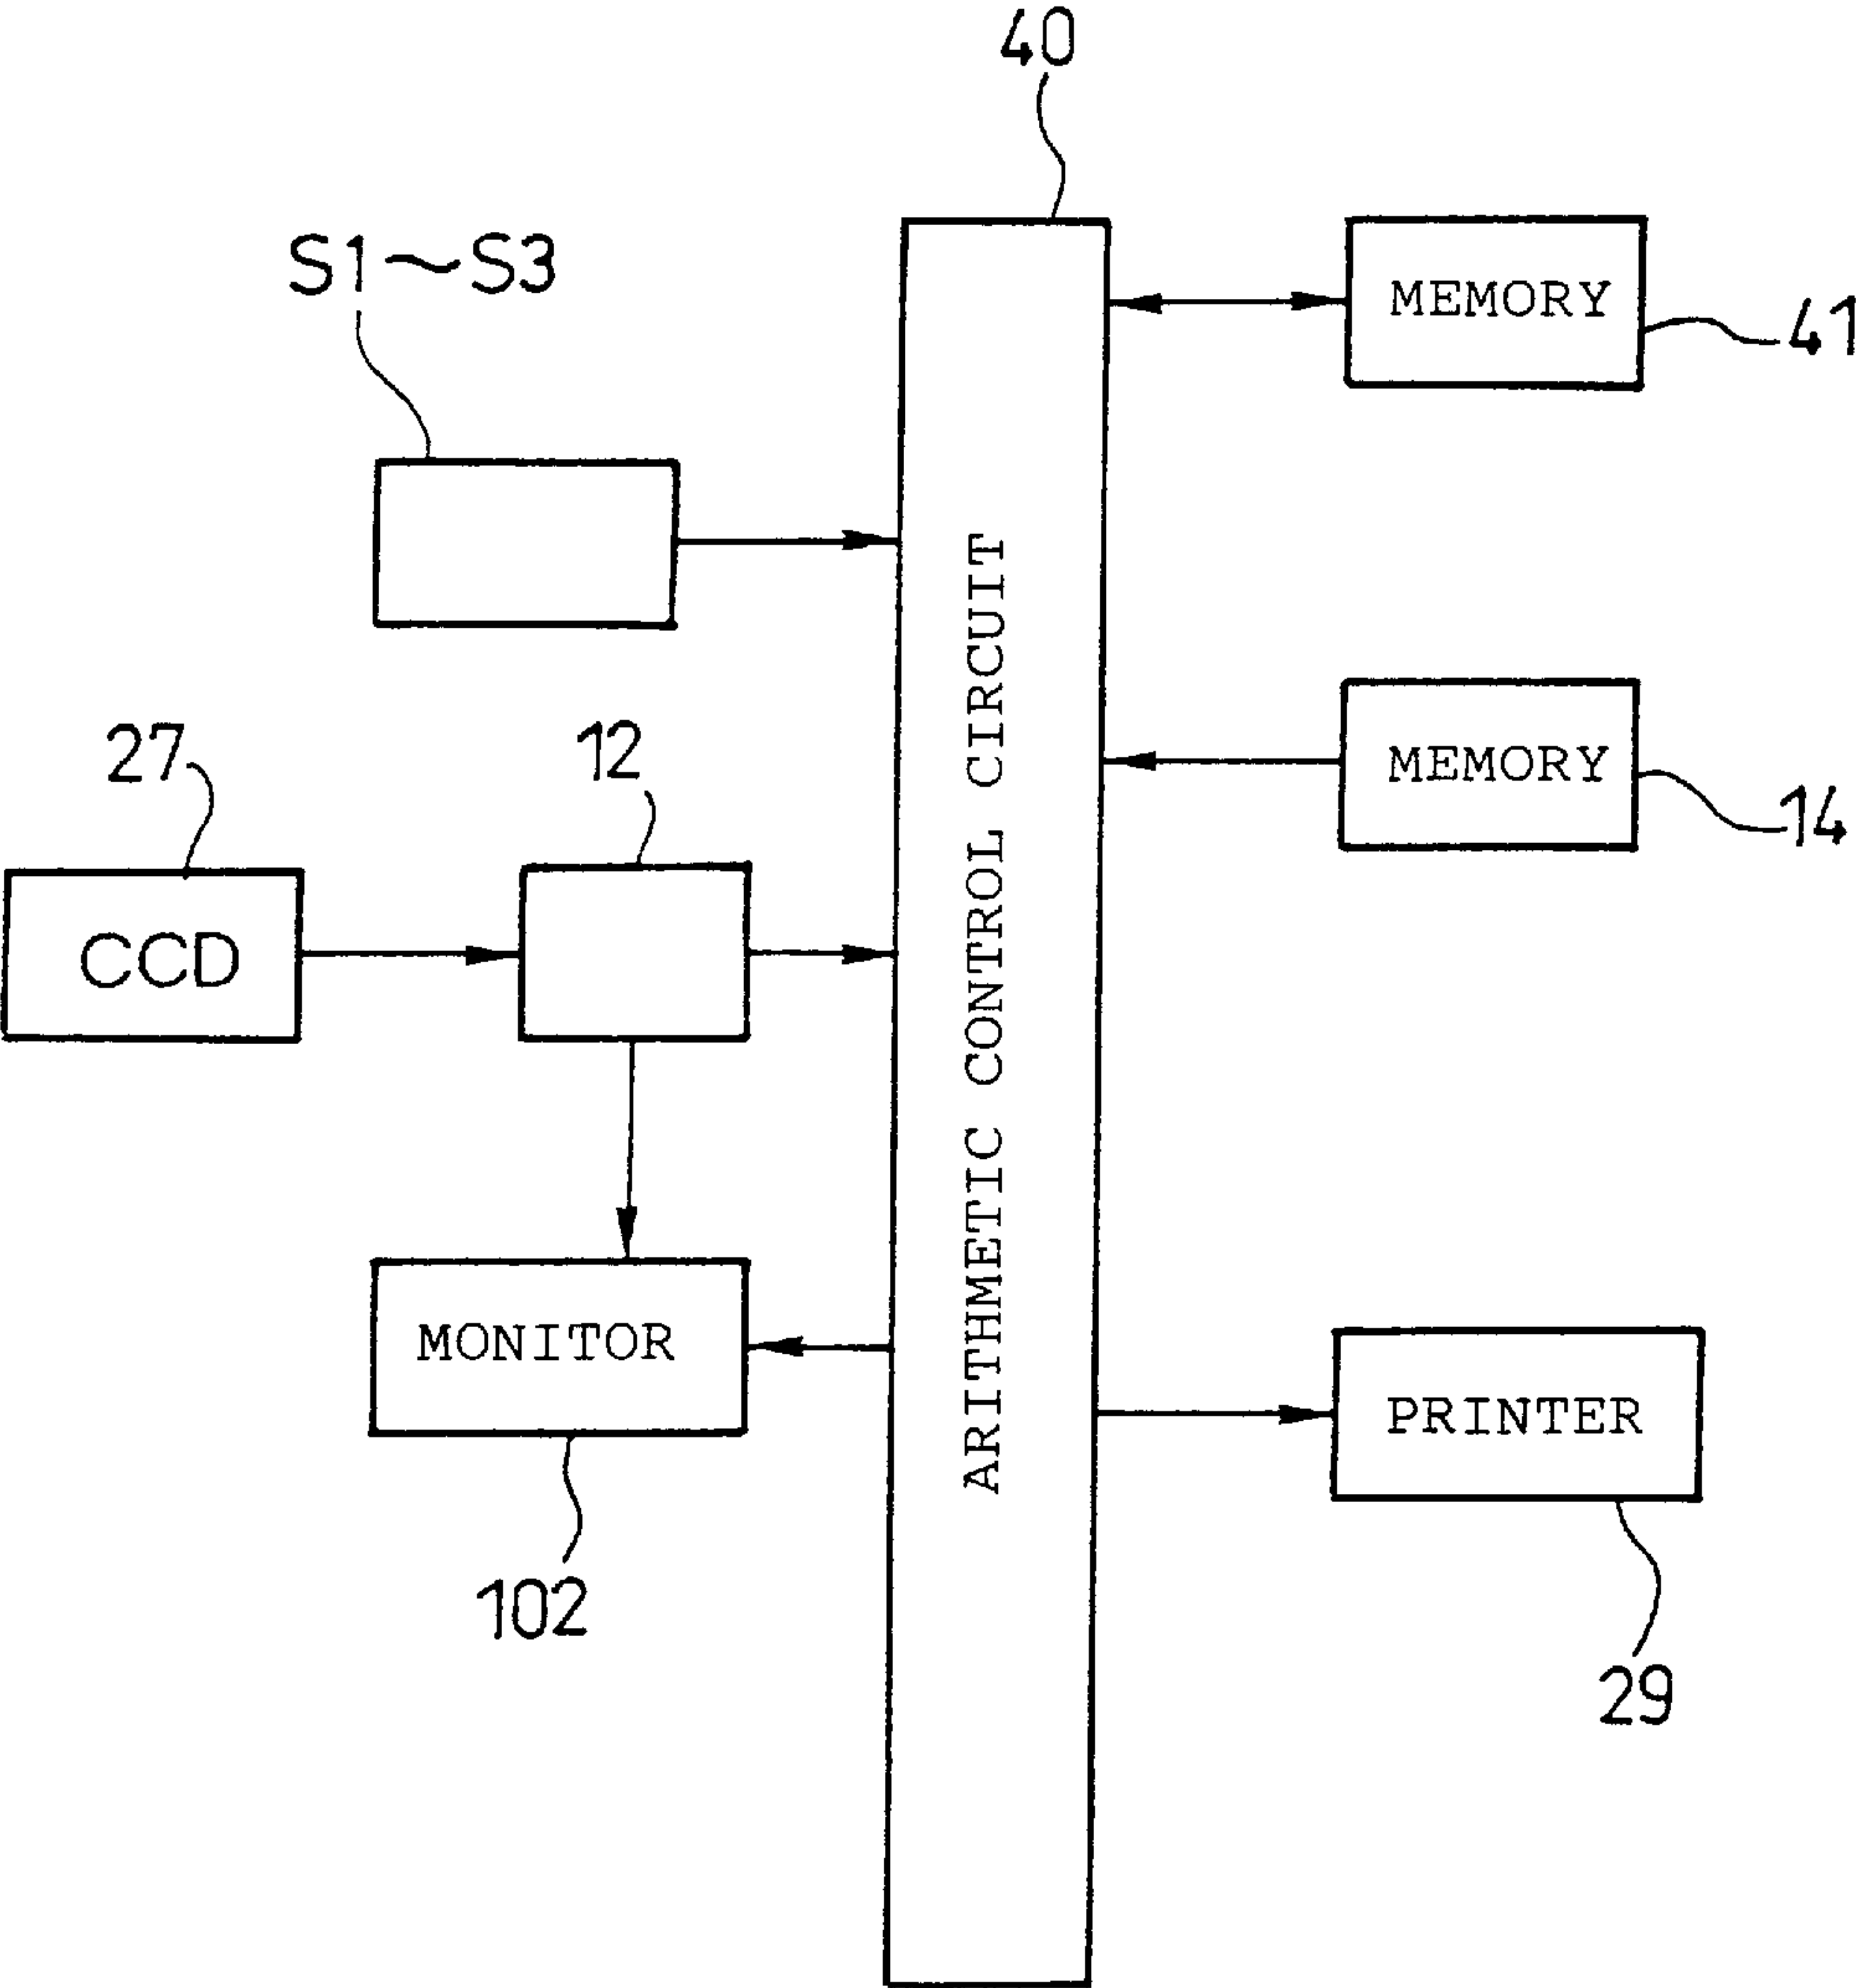 40
S1~S3
MEMORY
41
27
12
MEMORY
14
CCD
ARITHMETIC CONTROL CIRCUIT
MONITOR
PRINTER
102
29